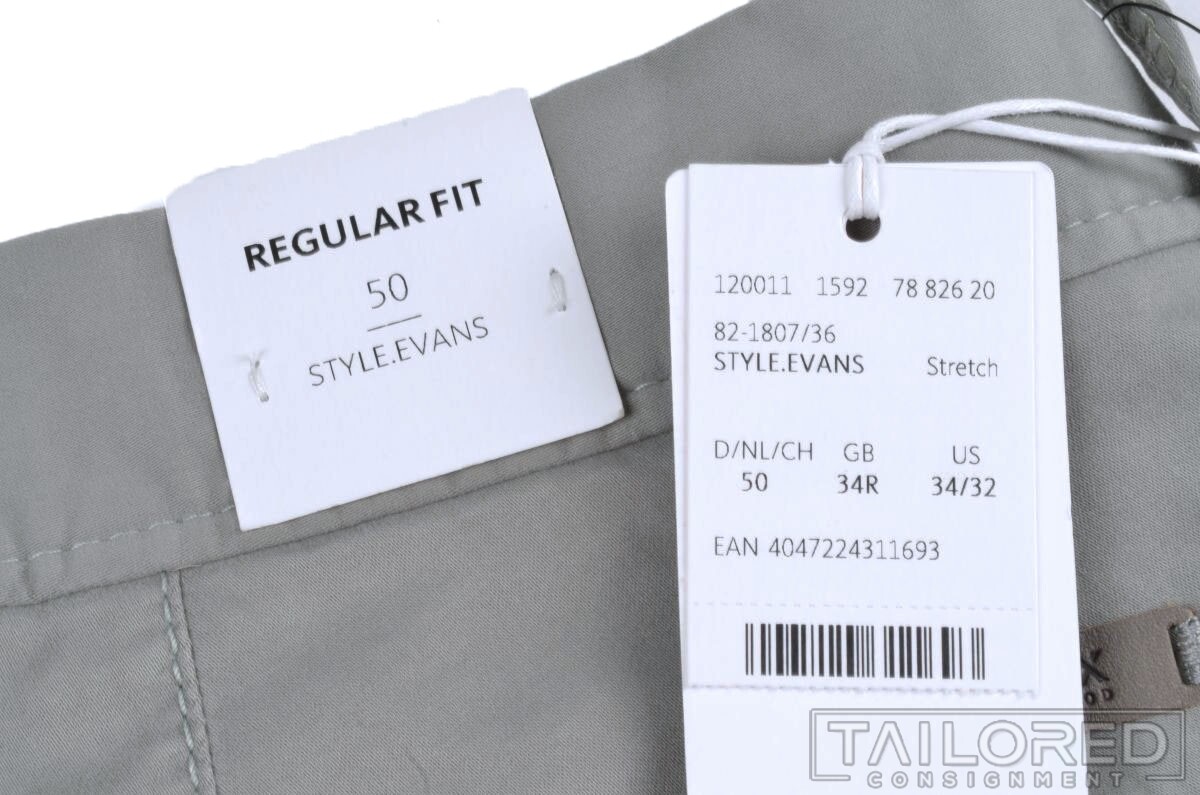 REGULAR FIT
50
STYLE.EVANS
120011 1592 78 826 20
82-1807/36
STYLE.EVANS Stretch
D/NL/CH GB US
50 34R 34/32
EAN 4047224311693
TAILORED
CONSIGNMENT